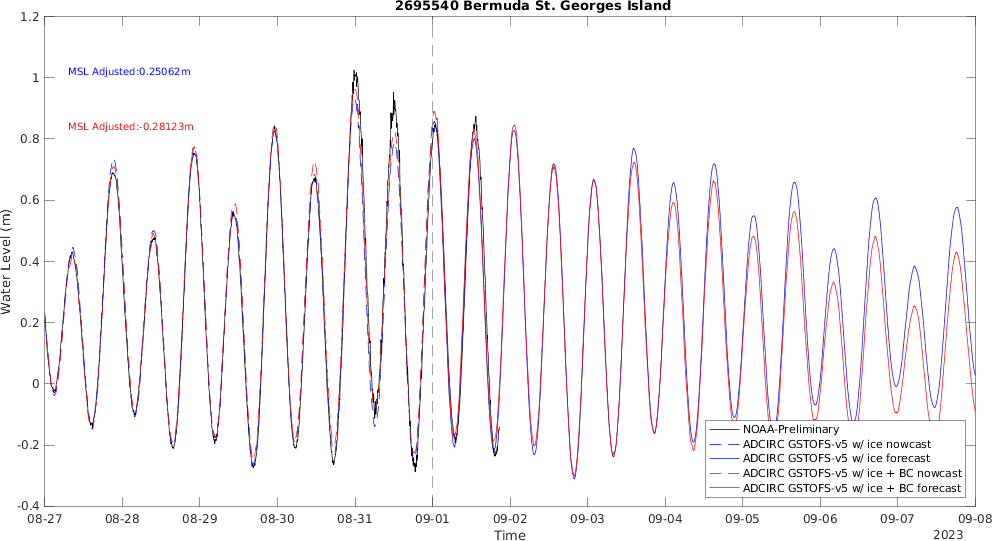 2695540 Bermuda St. Georges Island
1.2
1
0.8
0.6
0.4
0.2
0
-0.2
-0.4
Water Level (m)
MSL Adjusted:0.25062m
MSL Adjusted:-0.28123m
NOAA-Preliminary
ADCIRC GSTOFS-v5 w/ ice nowcast
ADCIRC GSTOFS-v5 w/ ice forecast
ADCIRC GSTOFS-v5 w/ ice + BC nowcast
ADCIRC GSTOFS-v5 w/ ice + BC forecast
08-27 08-28 08-29 08-30 08-31 09-01 09-02 09-03 09-04 09-05 09-06 09-07 09-08
Time
2023